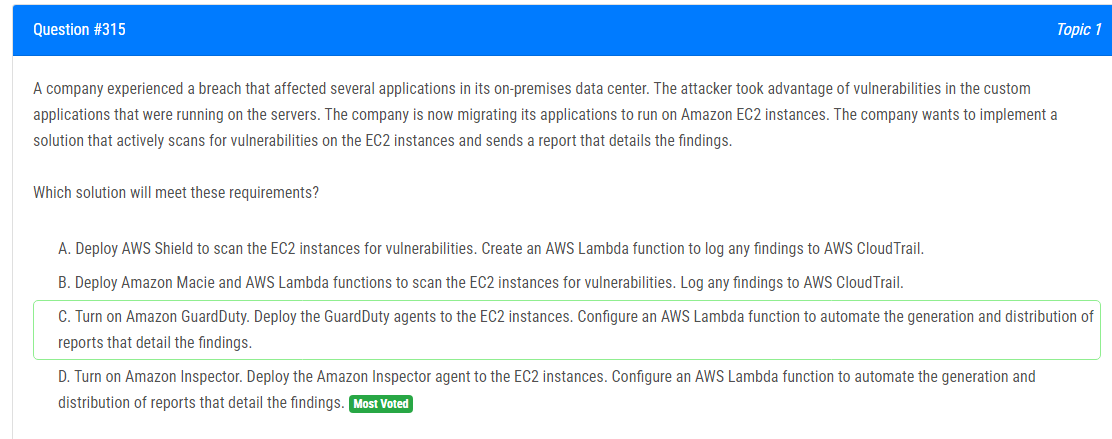 Question #315
Topic 1
A company experienced a breach that affected several applications in its on-premises data center. The attacker took advantage of vulnerabilities in the custom
applications that were running on the servers. The company is now migrating its applications to run on Amazon EC2 instances. The company wants to implement a
solution that actively scans for vulnerabilities on the EC2 instances and sends a report that details the findings.
Which solution will meet these requirements?
A. Deploy AWS Shield to scan the EC2 instances for vulnerabilities. Create an AWS Lambda function to log any findings to AWS CloudTrail.
B. Deploy Amazon Macie and AWS Lambda functions to scan the EC2 instances for vulnerabilities. Log any findings to AWS CloudTrail.
C. Turn on Amazon GuardDuty. Deploy the GuardDuty agents to the EC2 instances. Configure an AWS Lambda function to automate the generation and distribution of
reports that detail the findings.
D. Turn on Amazon Inspector. Deploy the Amazon Inspector agent to the EC2 instances. Configure an AWS Lambda function to automate the generation and
distribution of reports that detail the findings. Most Voted